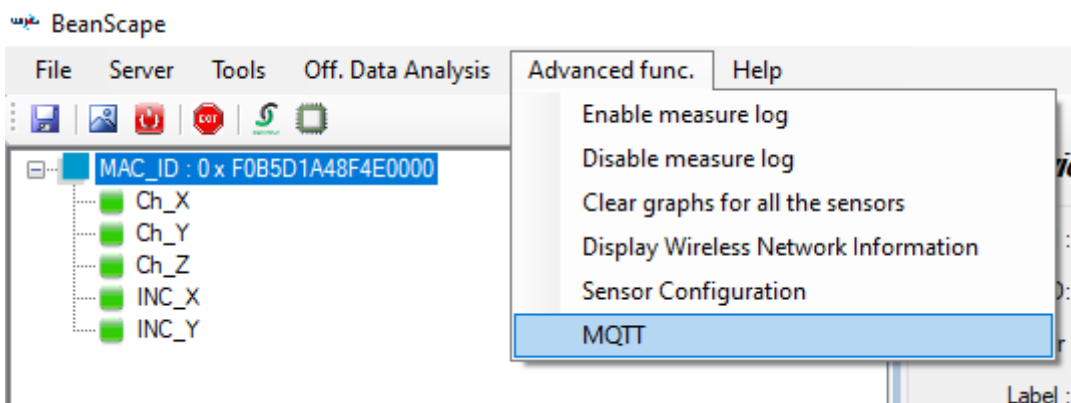 BeanScape
File Server Tools Off. Data Analysis Advanced func. Help
Enable measure log
Disable measure log
Clear graphs for all the sensors
Display Wireless Network Information
Sensor Configuration
MQTT
MAC_ID : 0 x F0B5D1A48F4E0000
Ch_X
Ch_Y
Ch_Z
INC_X
INC_Y
Label :